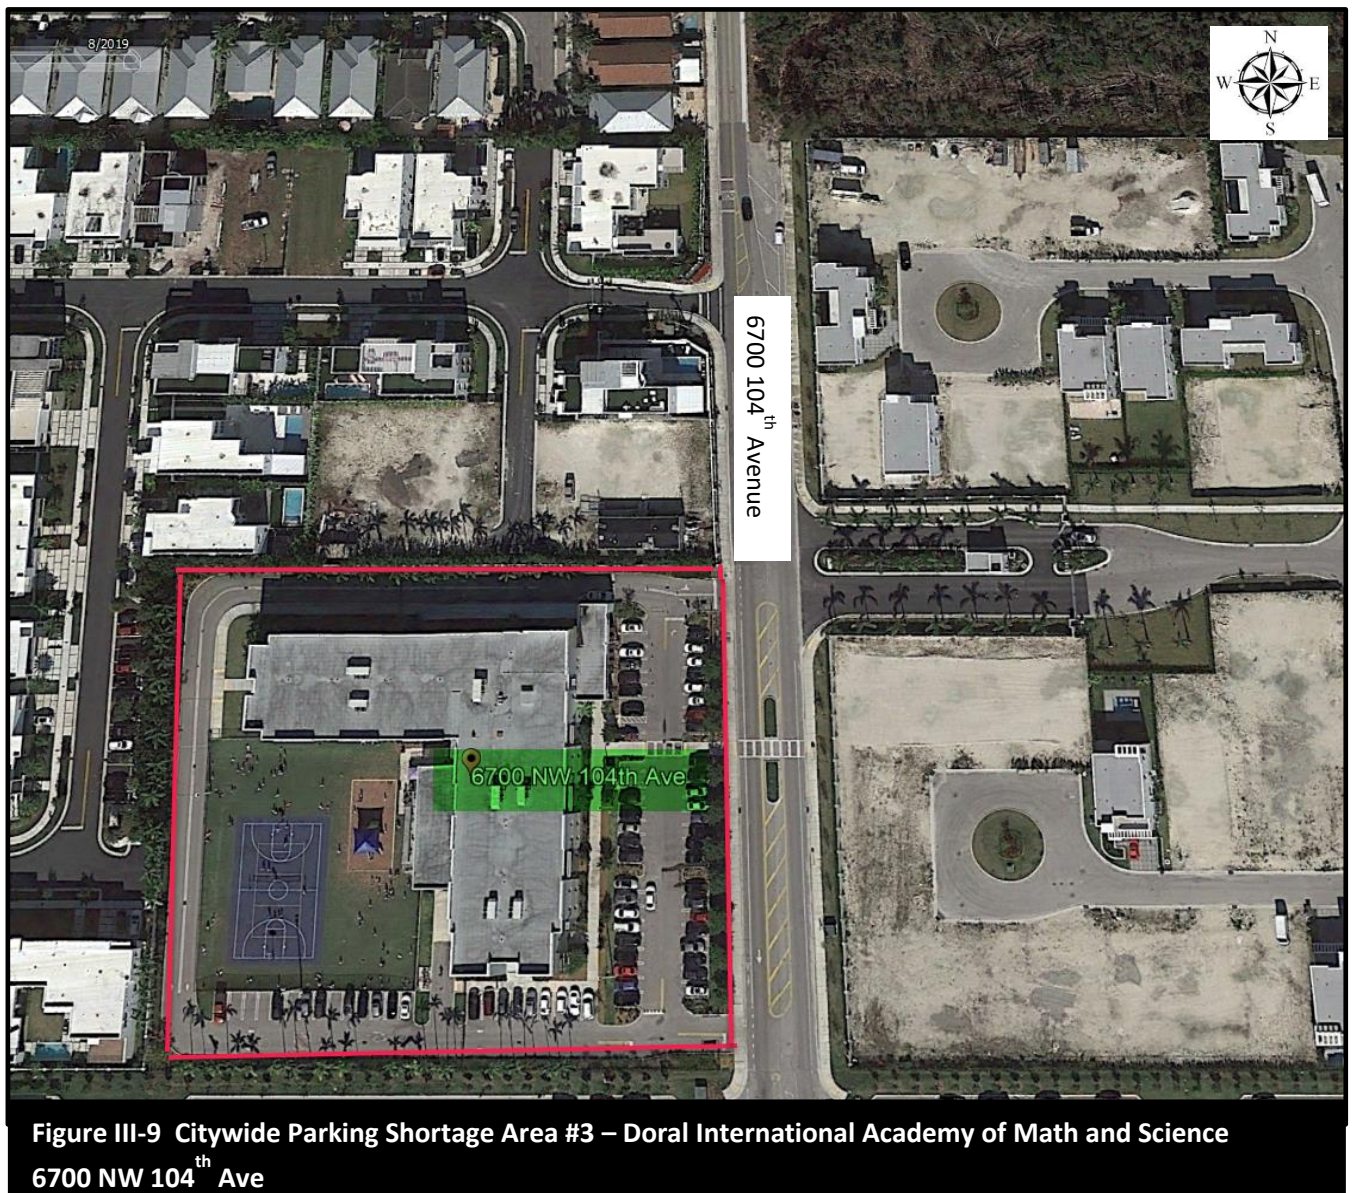 8/2019
N
W E
S
6700 104th Avenue
6700 NW 104th Ave
Figure III-9 Citywide Parking Shortage Area #3 – Doral International Academy of Math and Science
6700 NW 104th Ave